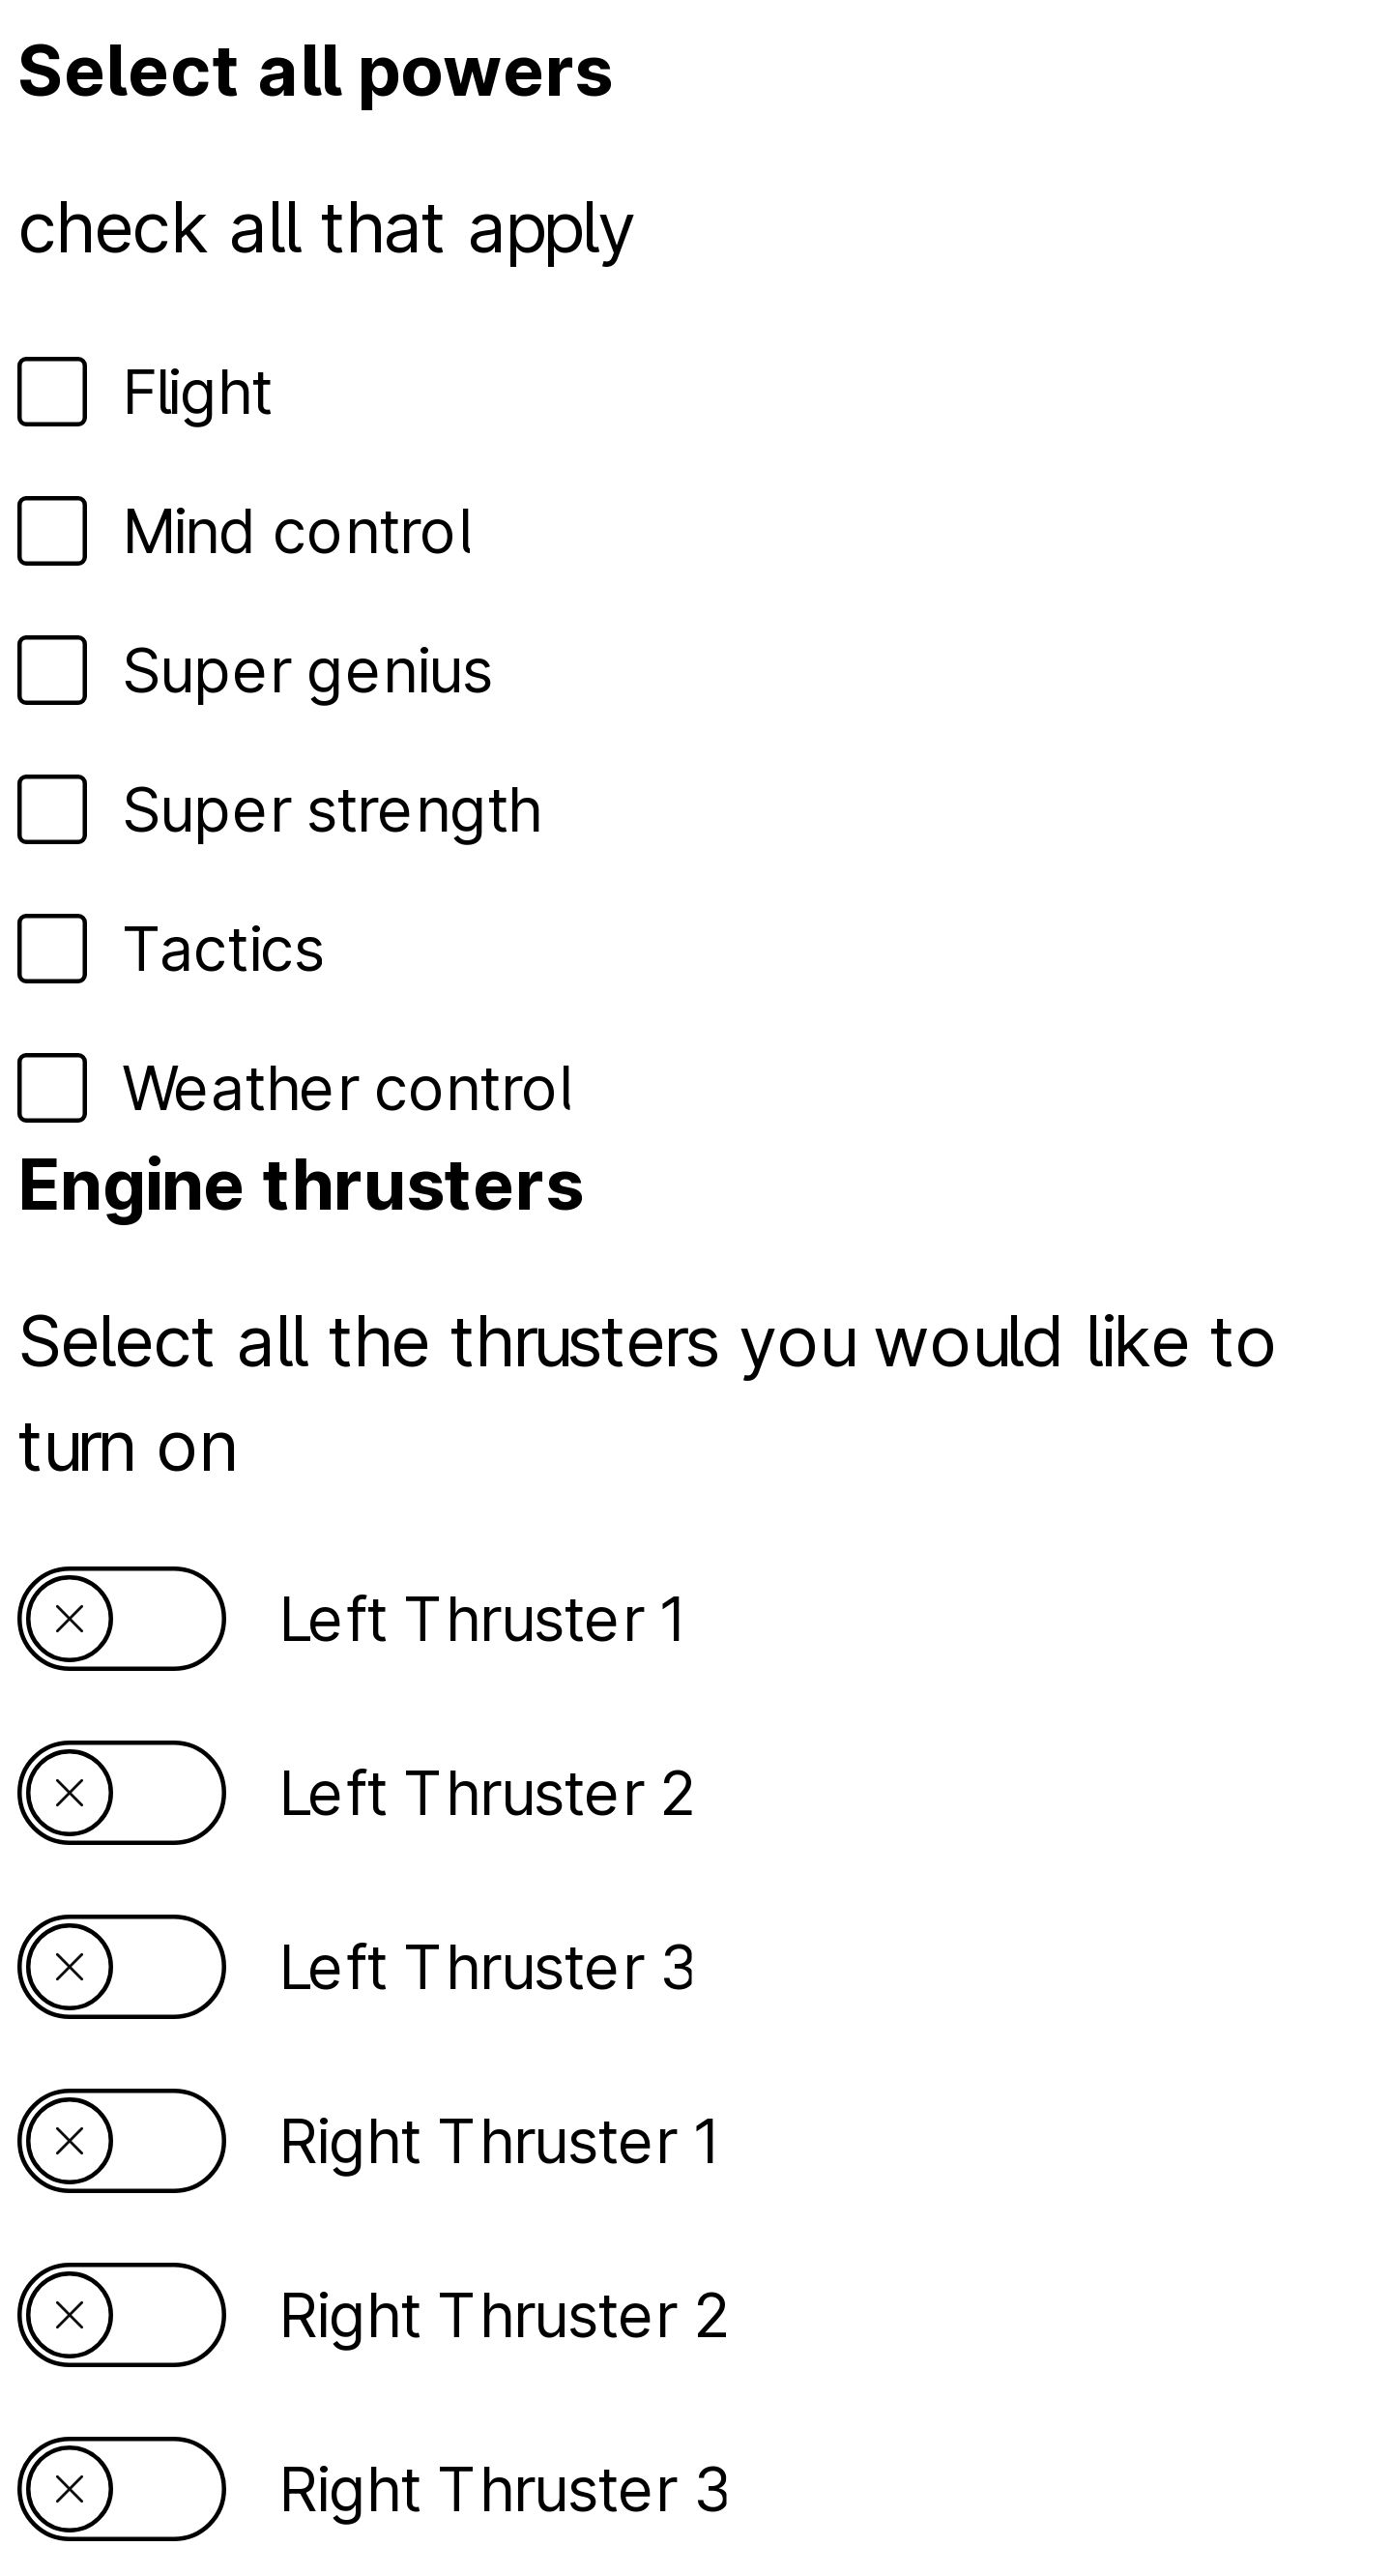 Select all powers
check all that apply
Flight
Mind control
Super genius
Super strength
Tactics
Weather control
Engine thrusters
Select all the thrusters you would like to
turn on
Left Thruster 1
Left Thruster 2
Left Thruster 3
Right Thruster 1
Right Thruster 2
Right Thruster 3